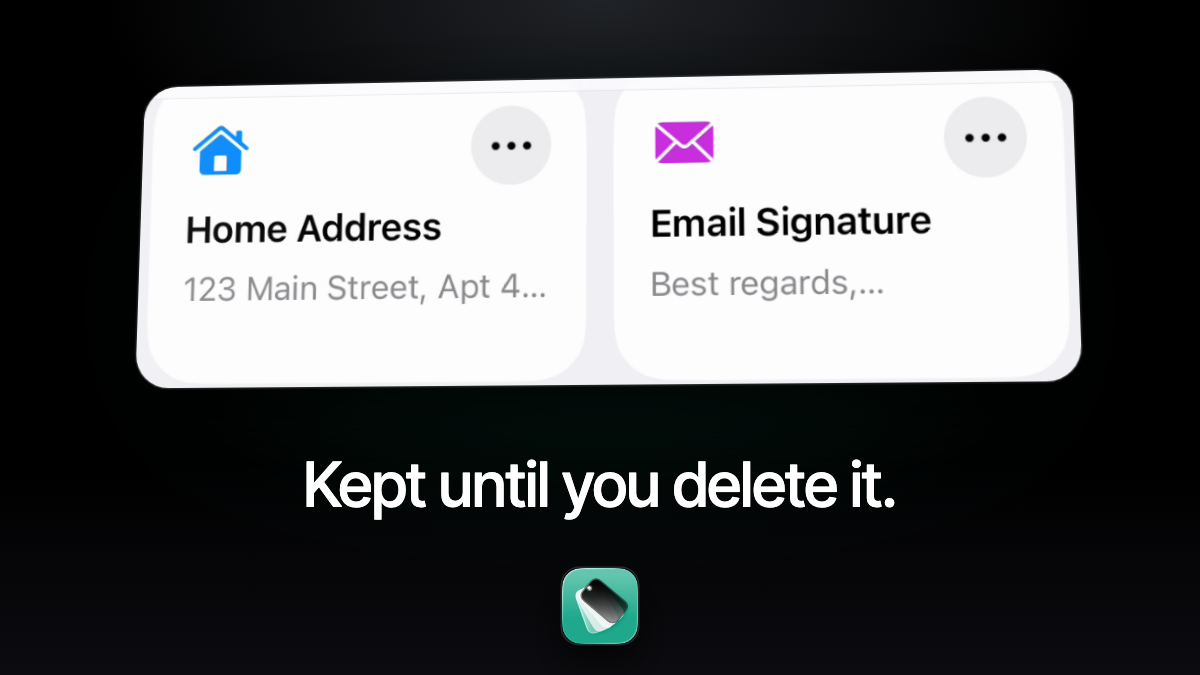 Home Address
123 Main Street, Apt 4...
Email Signature
Best regards,...
Kept until you delete it.